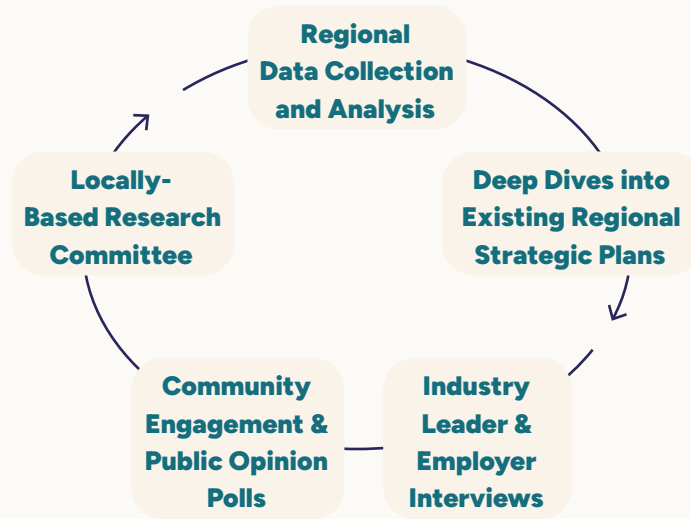 Regional
Data Collection
and Analysis
Deep Dives into
Existing Regional
Strategic Plans
Industry
Leader &
Employer
Interviews
Community
Engagement &
Public Opinion
Polls
Locally-
Based Research
Committee